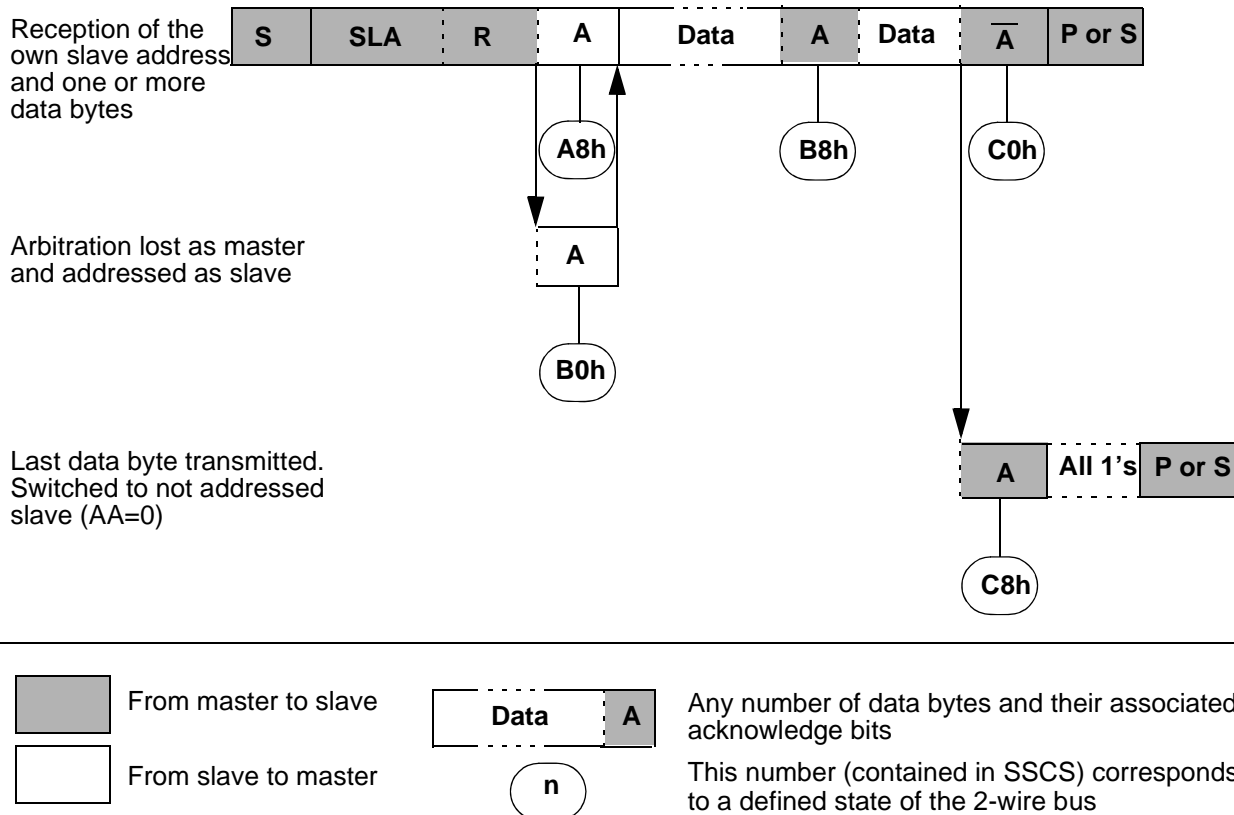 Reception of the
own slave address
and one or more
data bytes
S SLA R A Data A Data A̅ P or S
A8h B8h C0h
Arbitration lost as master
and addressed as slave
A
B0h
Last data byte transmitted.
Switched to not addressed
slave (AA=0)
A All 1's P or S
C8h
From master to slave
From slave to master
Data A
n
Any number of data bytes and their associated
acknowledge bits
This number (contained in SSCS) corresponds
to a defined state of the 2-wire bus